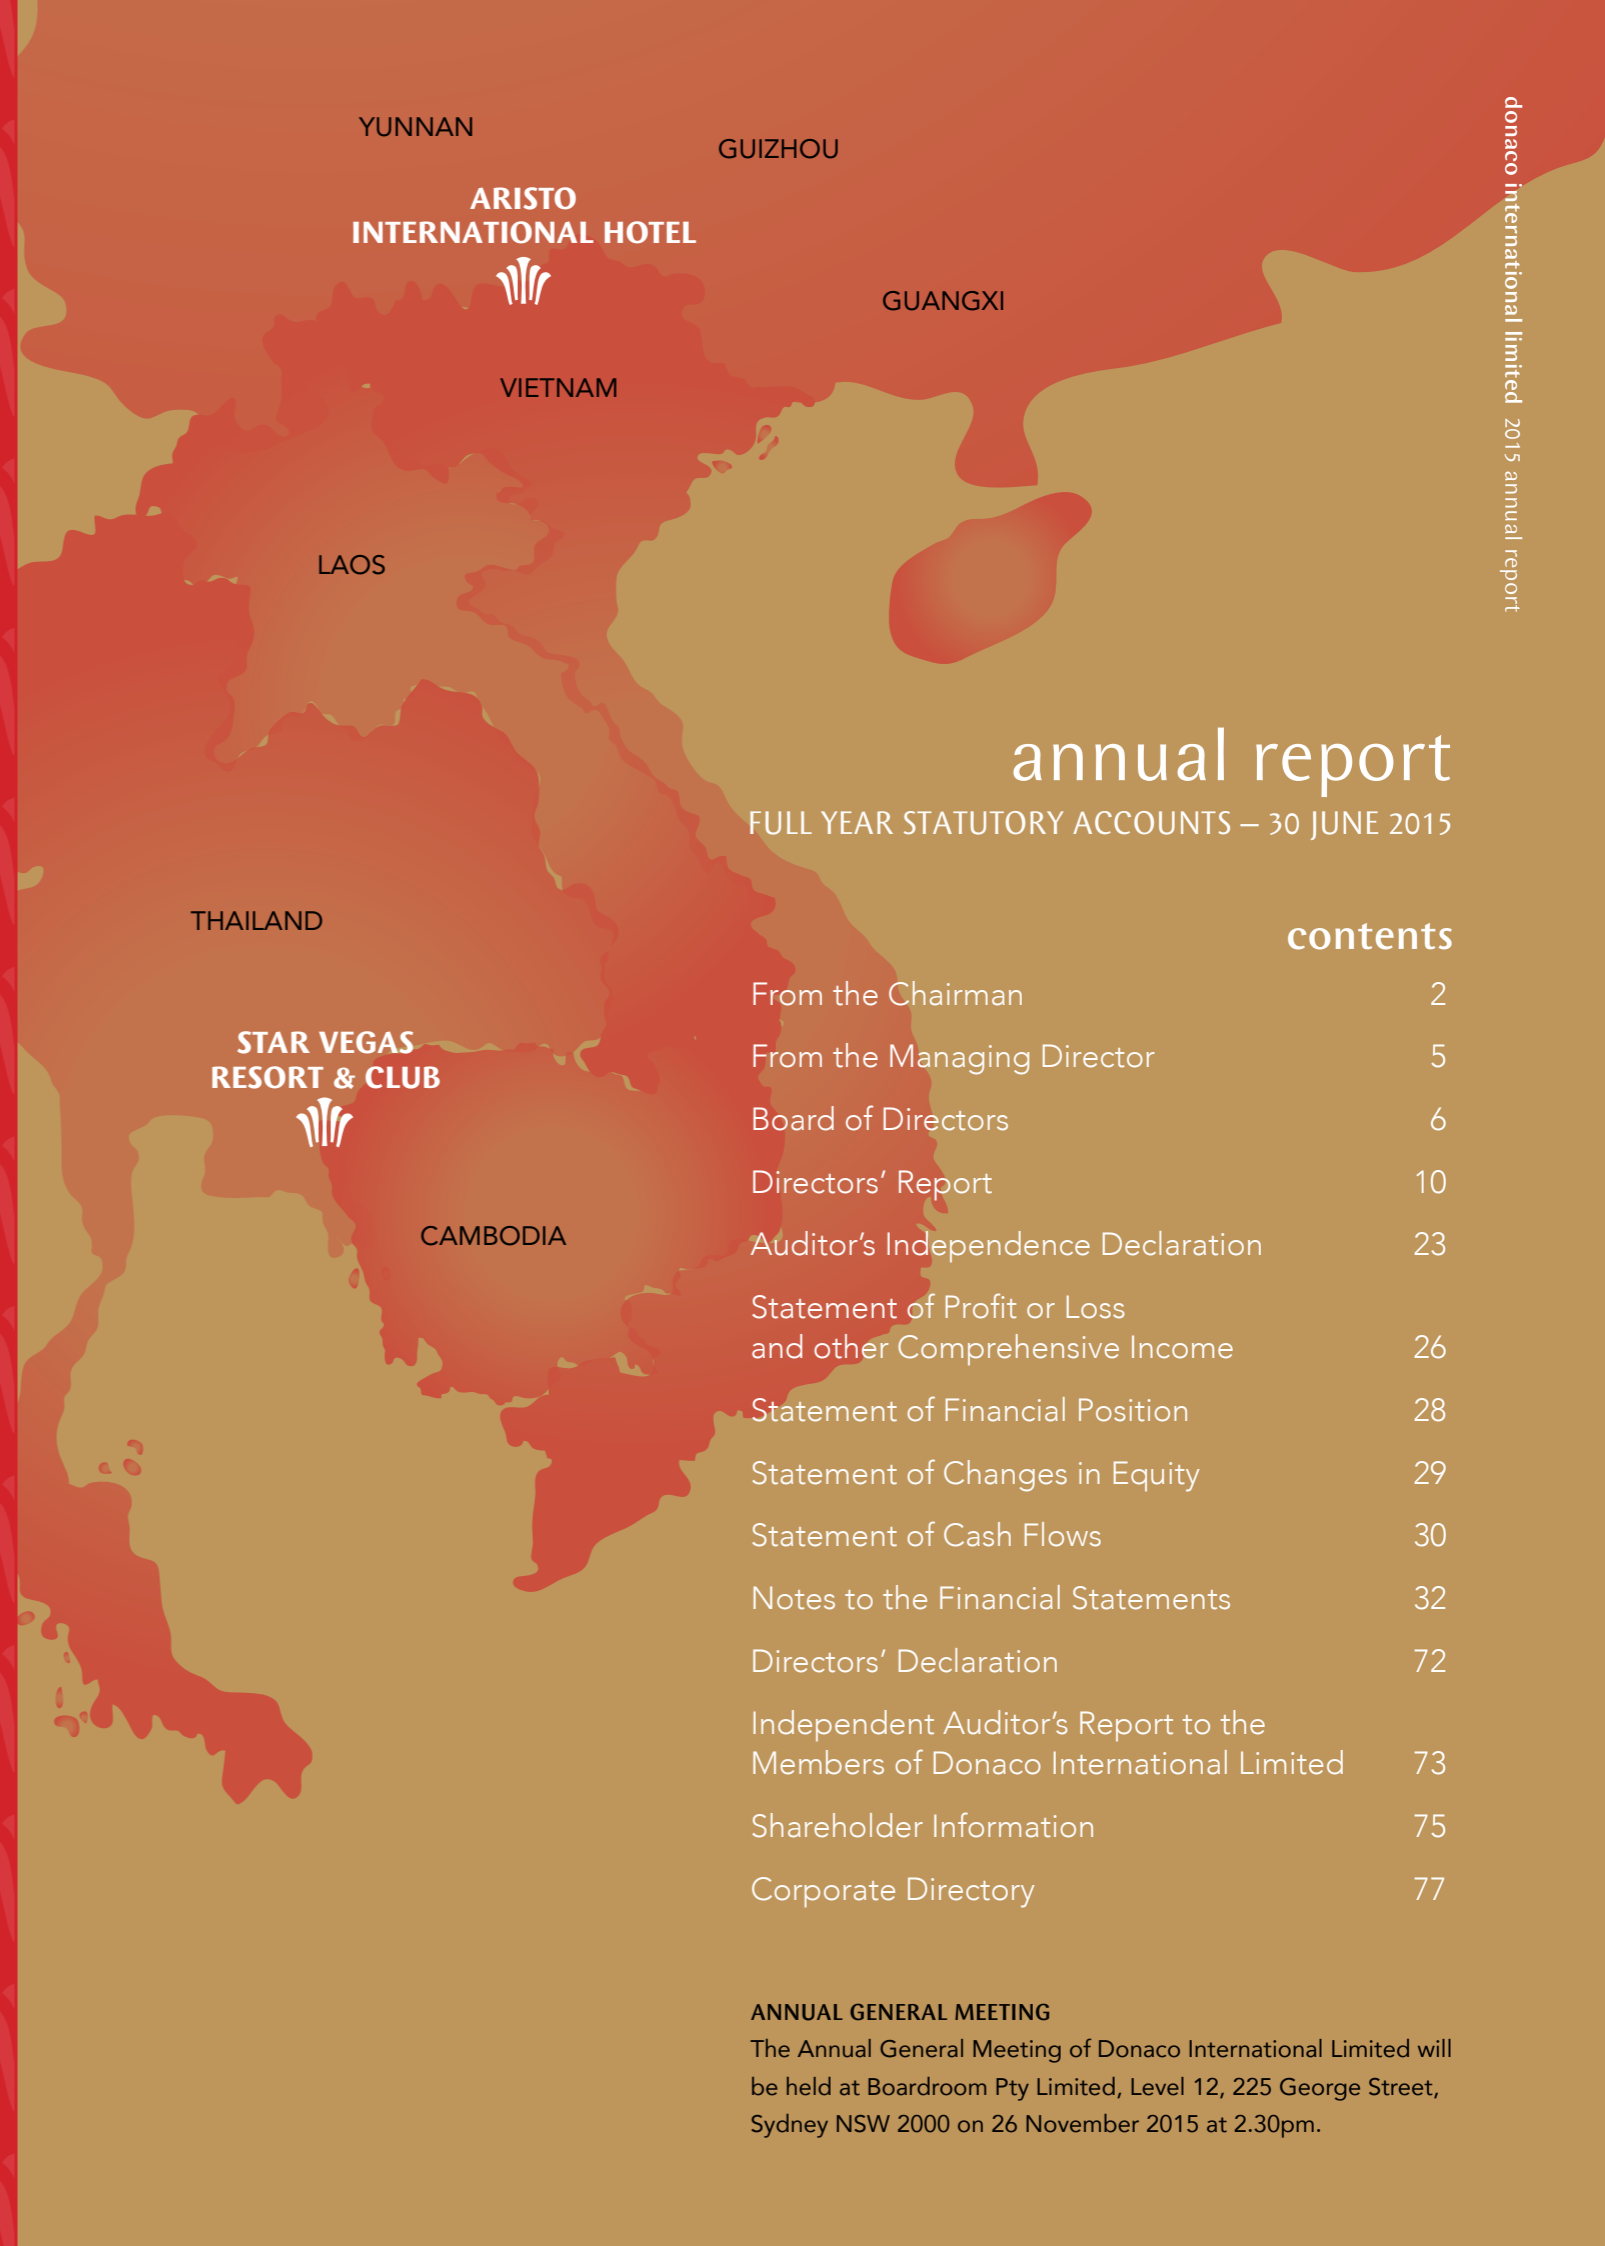 YUNNAN
GUIZHOU
ARISTO
INTERNATIONAL HOTEL
GUANGXI
VIETNAM
LAOS
THAILAND
STAR VEGAS
RESORT & CLUB
CAMBODIA
donaco international limited 2015 annual report
annual report
FULL YEAR STATUTORY ACCOUNTS – 30 JUNE 2015
contents
From the Chairman 2
From the Managing Director 5
Board of Directors 6
Directors’ Report 10
Auditor’s Independence Declaration 23
Statement of Profit or Loss
and other Comprehensive Income 26
Statement of Financial Position 28
Statement of Changes in Equity 29
Statement of Cash Flows 30
Notes to the Financial Statements 32
Directors’ Declaration 72
Independent Auditor’s Report to the
Members of Donaco International Limited 73
Shareholder Information 75
Corporate Directory 77
ANNUAL GENERAL MEETING
The Annual General Meeting of Donaco International Limited will
be held at Boardroom Pty Limited, Level 12, 225 George Street,
Sydney NSW 2000 on 26 November 2015 at 2.30pm.